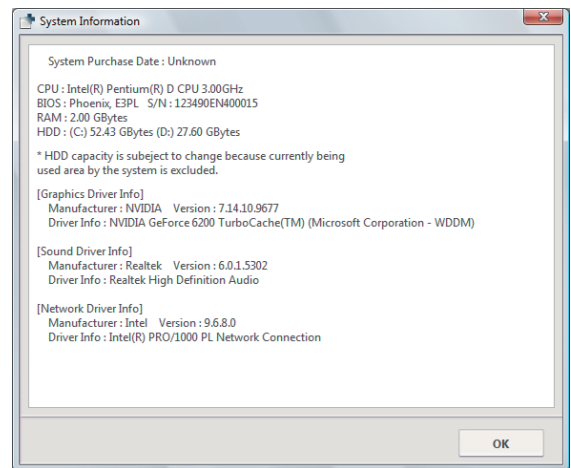 System Information
System Purchase Date : Unknown
CPU : Intel(R) Pentium(R) D CPU 3.00GHz
BIOS : Phoenix, E3PL S/N : 123490EN400015
RAM : 2.00 GBytes
HDD : (C:) 52.43 GBytes (D:) 27.60 GBytes
* HDD capacity is subeject to change because currently being
used area by the system is excluded.
[Graphics Driver Info]
Manufacturer : NVIDIA Version : 7.14.10.9677
Driver Info : NVIDIA GeForce 6200 TurboCache(TM) (Microsoft Corporation - WDDM)
[Sound Driver Info]
Manufacturer : Realtek Version : 6.0.1.5302
Driver Info : Realtek High Definition Audio
[Network Driver Info]
Manufacturer : Intel Version : 9.6.8.0
Driver Info : Intel(R) PRO/1000 PL Network Connection
OK